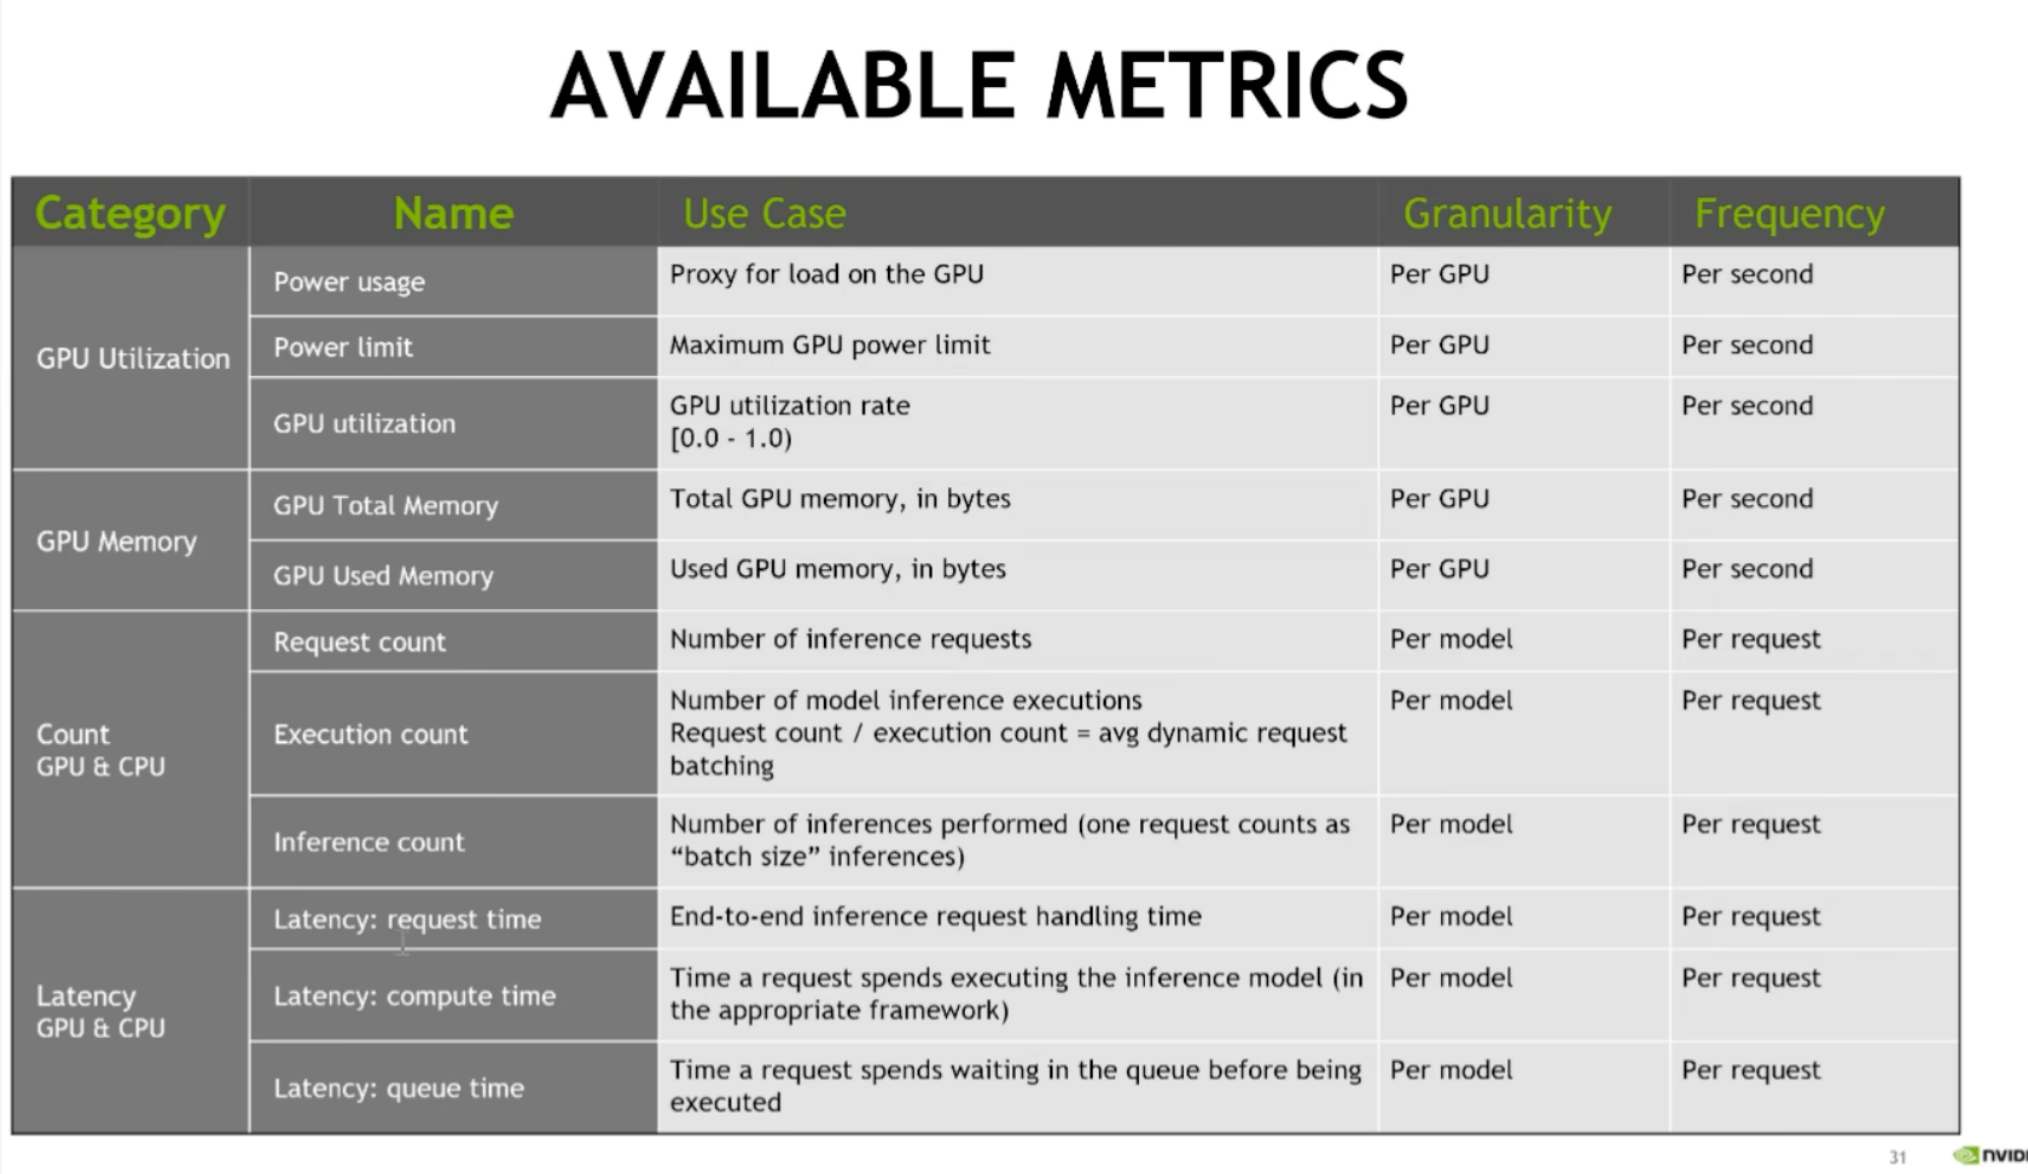 AVAILABLE METRICS
Category Name Use Case Granularity Frequency
GPU Utilization
Power usage Proxy for load on the GPU Per GPU Per second
Power limit Maximum GPU power limit Per GPU Per second
GPU utilization GPU utilization rate Per GPU Per second
[0.0 - 1.0)
GPU Memory
GPU Total Memory Total GPU memory, in bytes Per GPU Per second
GPU Used Memory Used GPU memory, in bytes Per GPU Per second
Count
GPU & CPU
Request count Number of inference requests Per model Per request
Execution count Number of model inference executions Per model Per request
Request count / execution count = avg dynamic request
batching
Inference count Number of inferences performed (one request counts as Per model Per request
“batch size” inferences)
Latency
GPU & CPU
Latency: request time End-to-end inference request handling time Per model Per request
Latency: compute time Time a request spends executing the inference model (in Per model Per request
the appropriate framework)
Latency: queue time Time a request spends waiting in the queue before being Per model Per request
executed
31